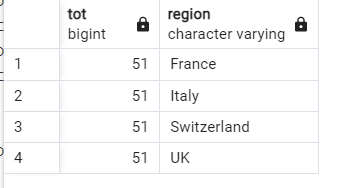 tot region
bigint character varying
1 51 France
2 51 Italy
3 51 Switzerland
4 51 UK